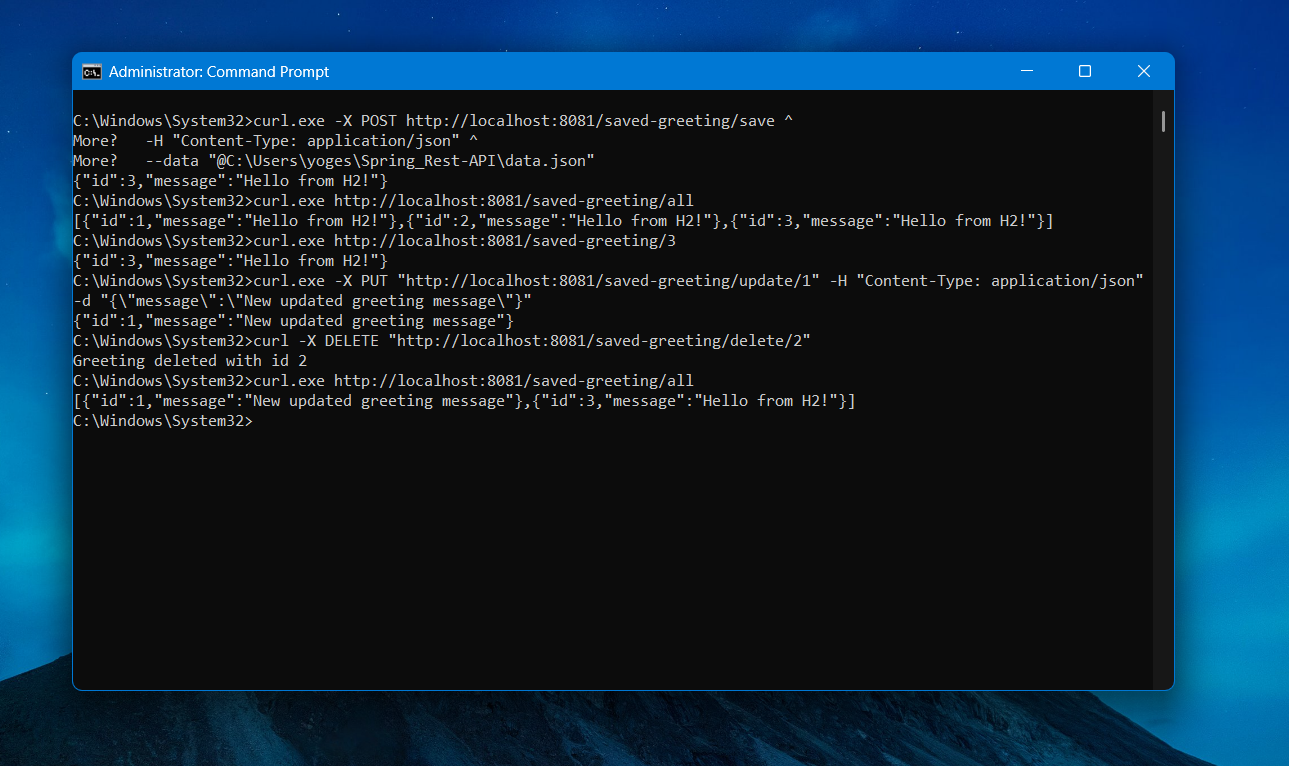 Administrator: Command Prompt
C:\Windows\System32>curl.exe -X POST http://localhost:8081/saved-greeting/save ^
More?   -H "Content-Type: application/json" ^
More?   --data "@C:\Users\yoges\Spring_Rest-API\data.json"
{"id":3,"message":"Hello from H2!"}
C:\Windows\System32>curl.exe http://localhost:8081/saved-greeting/all
[{"id":1,"message":"Hello from H2!"},{"id":2,"message":"Hello from H2!"},{"id":3,"message":"Hello from H2!"}]
C:\Windows\System32>curl.exe http://localhost:8081/saved-greeting/3
{"id":3,"message":"Hello from H2!"}
C:\Windows\System32>curl.exe -X PUT "http://localhost:8081/saved-greeting/update/1" -H "Content-Type: application/json"
-d "{\"message\":\"New updated greeting message\"}"
{"id":1,"message":"New updated greeting message"}
C:\Windows\System32>curl -X DELETE "http://localhost:8081/saved-greeting/delete/2"
Greeting deleted with id 2
C:\Windows\System32>curl.exe http://localhost:8081/saved-greeting/all
[{"id":1,"message":"New updated greeting message"},{"id":3,"message":"Hello from H2!"}]
C:\Windows\System32>